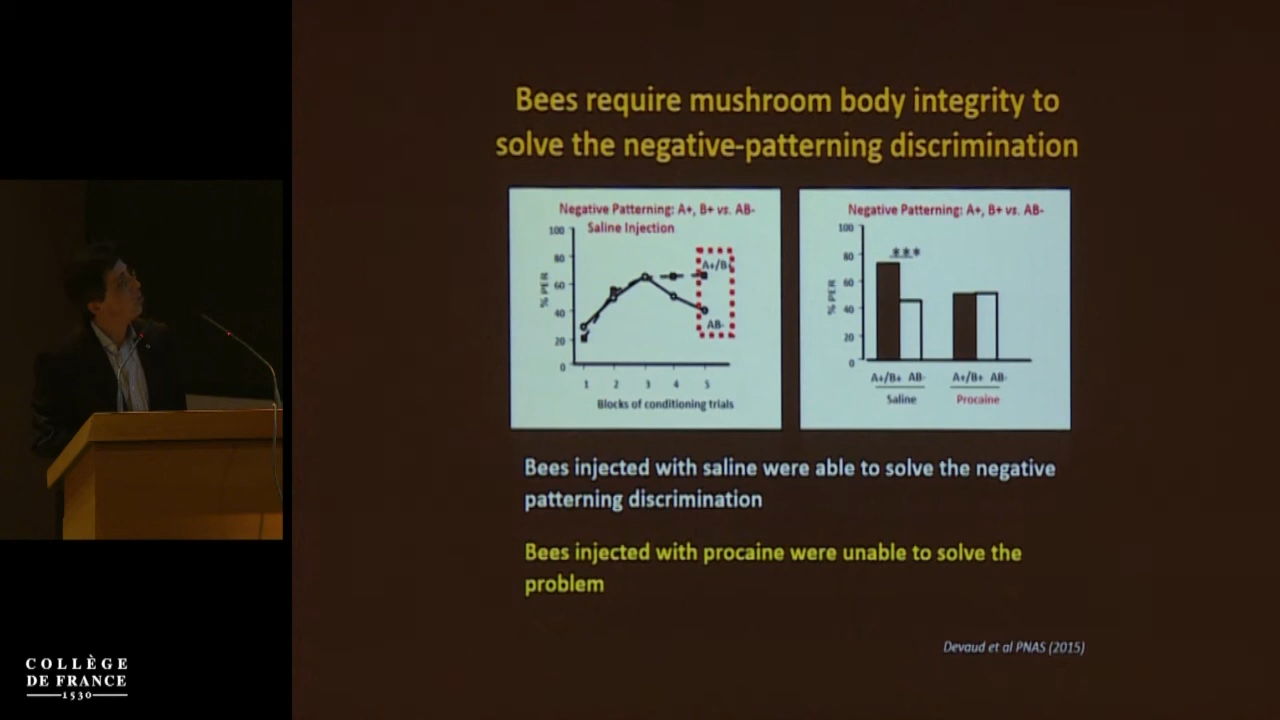 Bees require mushroom body integrity to
solve the negative-patterning discrimination
Negative Patterning: A+, B+ vs. AB-
Saline Injection
100
80
60
40
20
0
% PER
A+/B+
AB-
1 2 3 4 5
Blocks of conditioning trials
Negative Patterning: A+, B+ vs. AB-
100
80
60
40
20
0
% PER
***
A+/B+ AB- A+/B+ AB-
Saline Procaine
Bees injected with saline were able to solve the negative
patterning discrimination
Bees injected with procaine were unable to solve the
problem
Devaud et al PNAS (2015)
COLLÈGE
DE FRANCE
1530